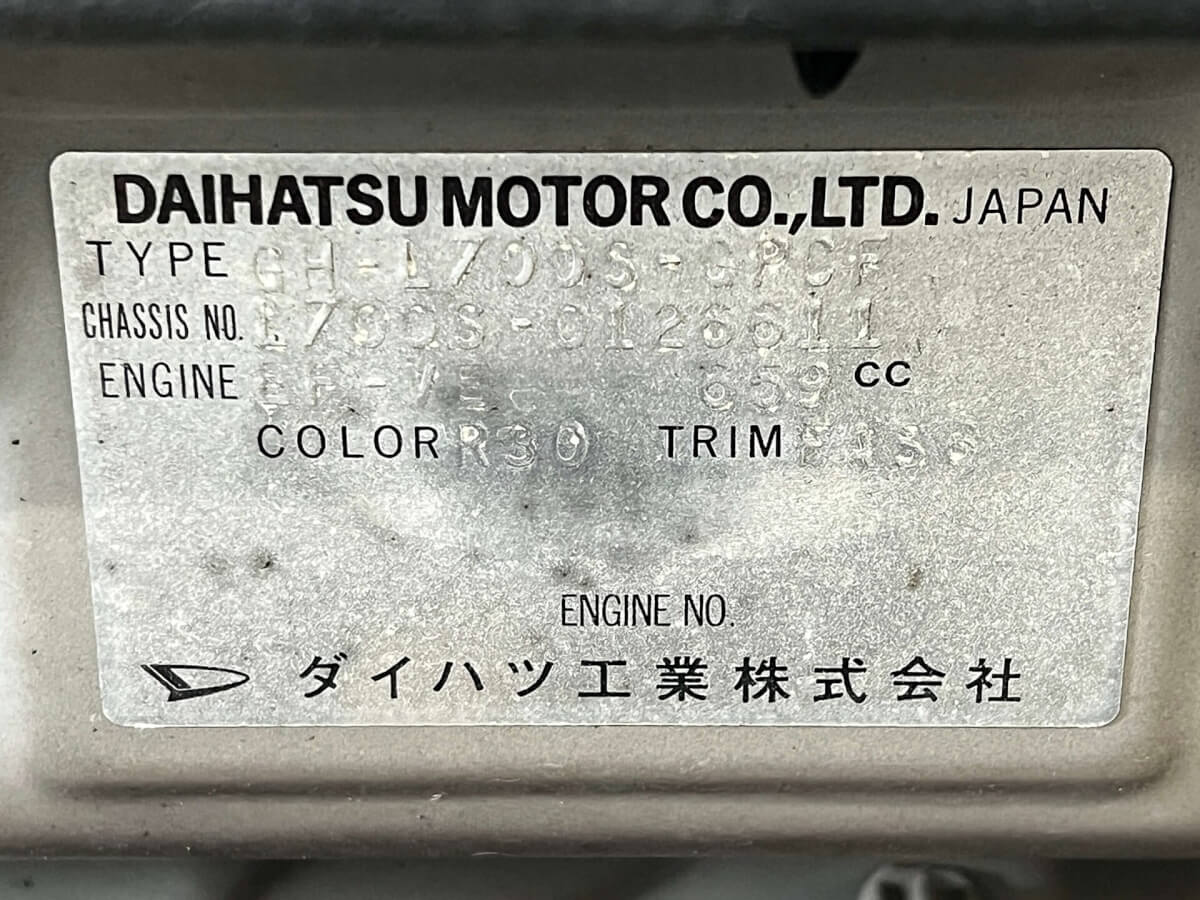 DAIHATSU MOTOR CO.,LTD. JAPAN
TYPE GH-L700S-GPCF
CHASSIS NO. L700S-0126611
ENGINE EF-VE 659 CC
COLOR R30 TRIM
ENGINE NO.
ダイハツ工業株式会社